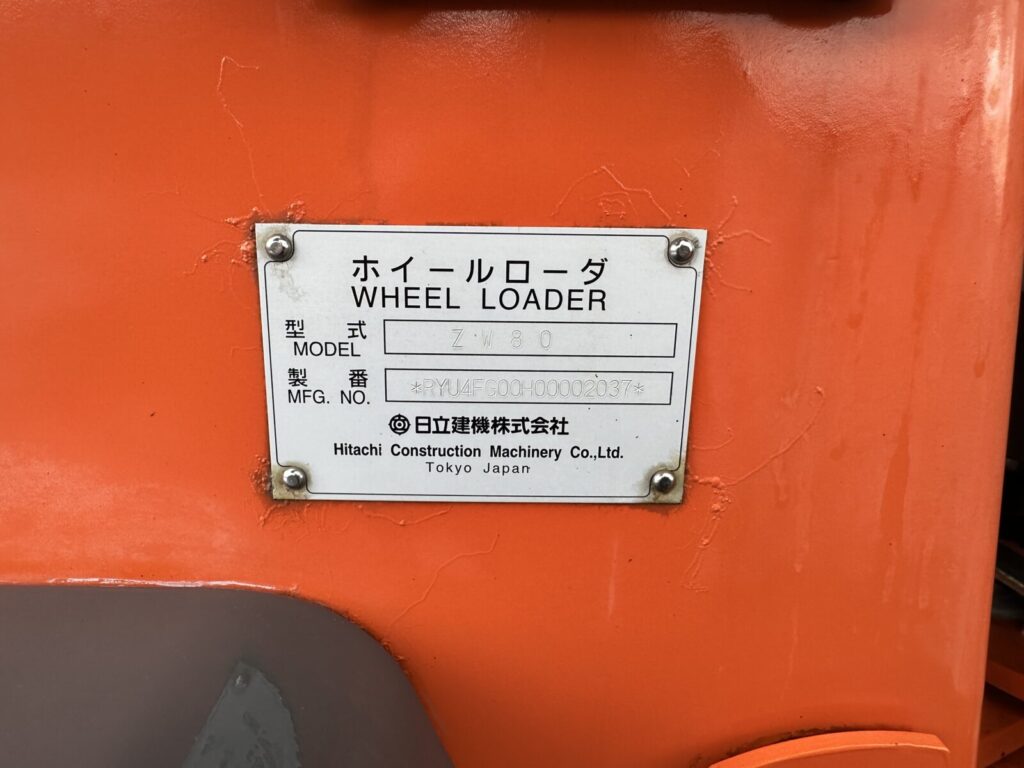 ホイールローダ
WHEEL LOADER
型式 ZW80
MODEL
製番 *RYU4FG00H00002037*
MFG. NO.
日立建機株式会社
Hitachi Construction Machinery Co.,Ltd.
Tokyo Japan